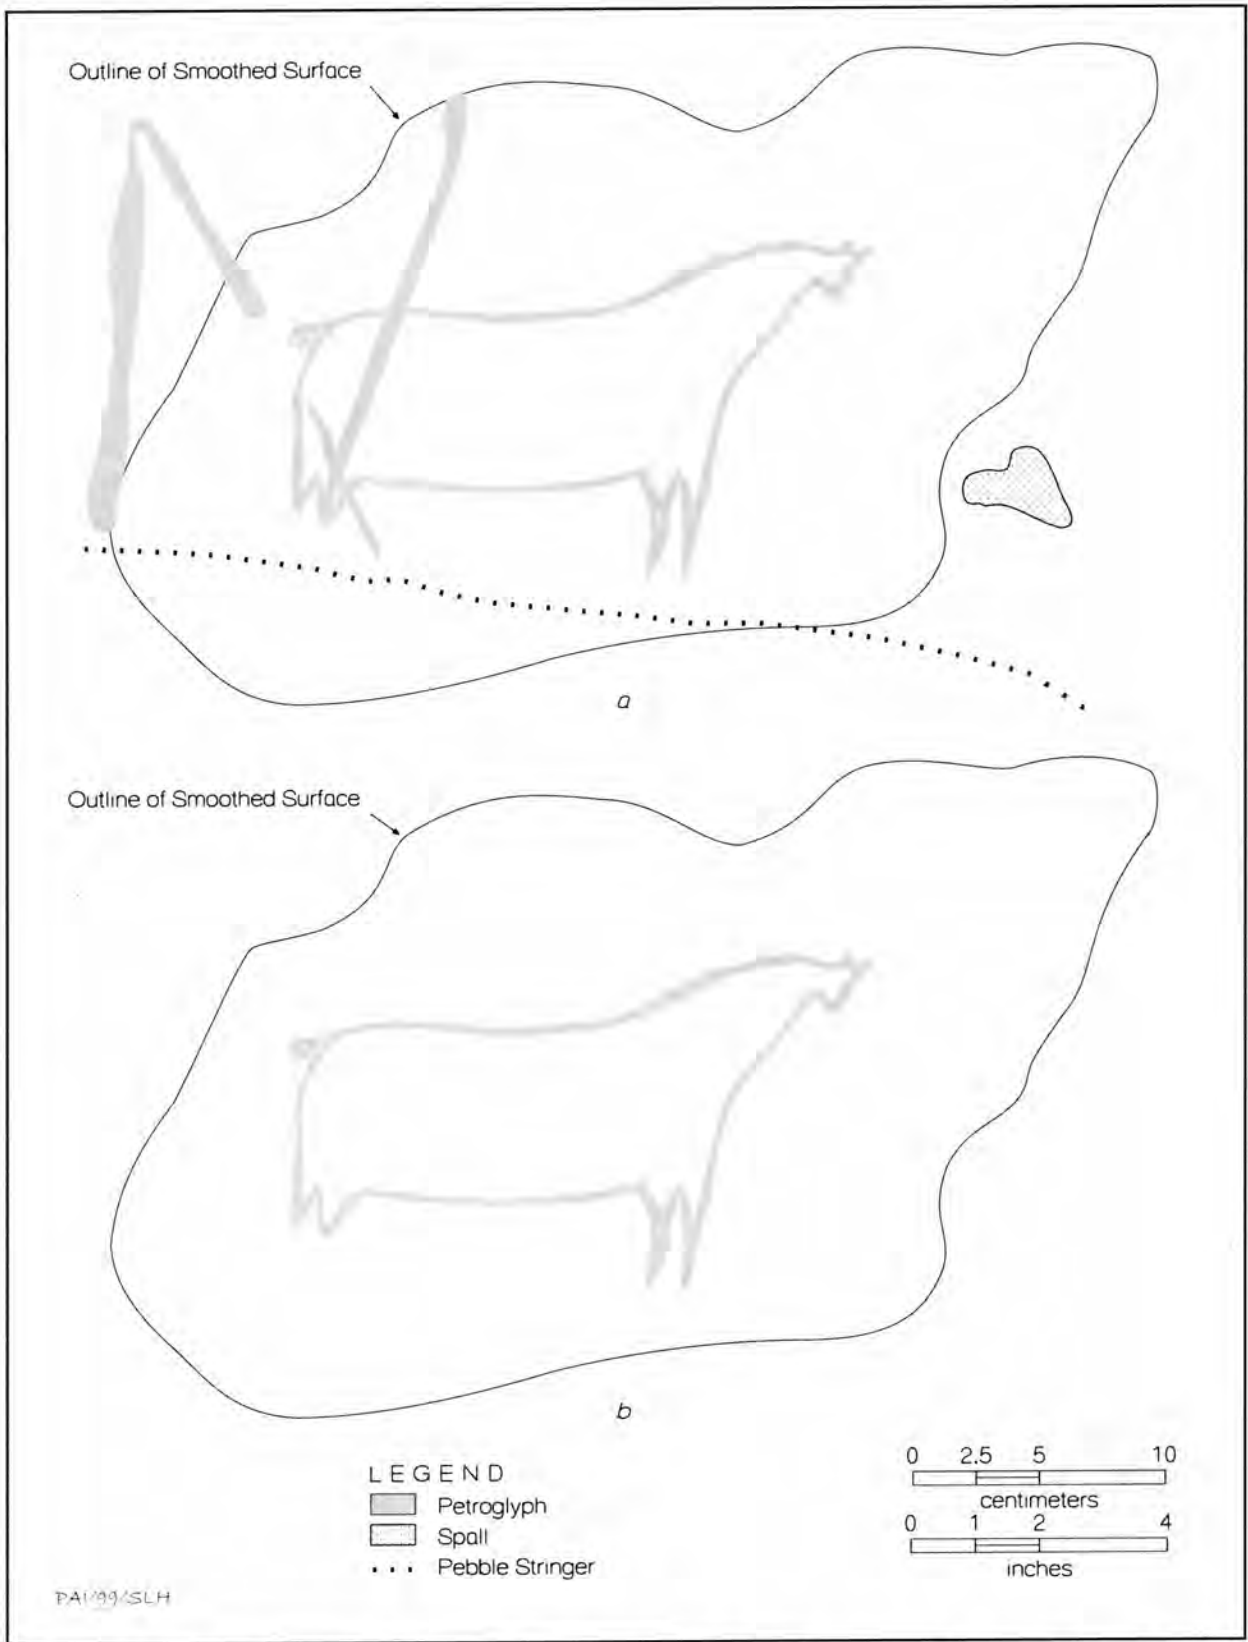 Outline of Smoothed Surface
a
Outline of Smoothed Surface
b
LEGEND
Petroglyph
Spall
Pebble Stringer
0 2.5 5 10
centimeters
0 1 2 4
inches
PAI/99/SLH